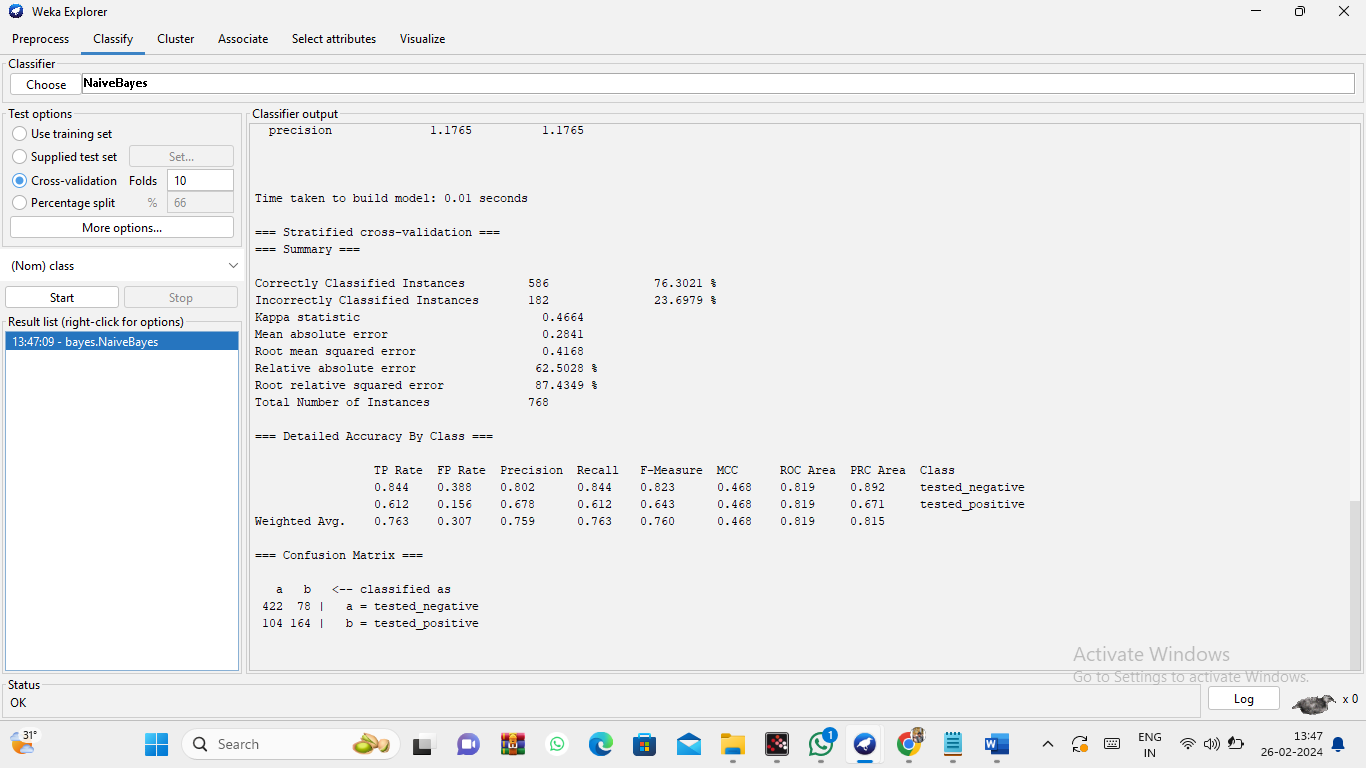 Weka Explorer
Preprocess Classify Cluster Associate Select attributes Visualize
Classifier
Choose NaiveBayes
Test options
Use training set
Supplied test set Set...
Cross-validation Folds 10
Percentage split % 66
More options...
(Nom) class
Start Stop
Result list (right-click for options)
13:47:09 - bayes.NaiveBayes
Classifier output
precision 1.1765 1.1765
Time taken to build model: 0.01 seconds
=== Stratified cross-validation ===
=== Summary ===
Correctly Classified Instances 586 76.3021 %
Incorrectly Classified Instances 182 23.6979 %
Kappa statistic 0.4664
Mean absolute error 0.2841
Root mean squared error 0.4168
Relative absolute error 62.5028 %
Root relative squared error 87.4349 %
Total Number of Instances 768
=== Detailed Accuracy By Class ===
TP Rate FP Rate Precision Recall F-Measure MCC ROC Area PRC Area Class
0.844 0.388 0.802 0.844 0.823 0.468 0.819 0.892 tested_negative
0.612 0.156 0.678 0.612 0.643 0.468 0.819 0.671 tested_positive
Weighted Avg. 0.763 0.307 0.759 0.763 0.760 0.468 0.819 0.815
=== Confusion Matrix ===
a b <-- classified as
422 78 | a = tested_negative
104 164 | b = tested_positive
Activate Windows
Go to Settings to activate Windows.
Status
OK
Log x 0
31°
Search
1
ENG
IN
13:47
26-02-2024